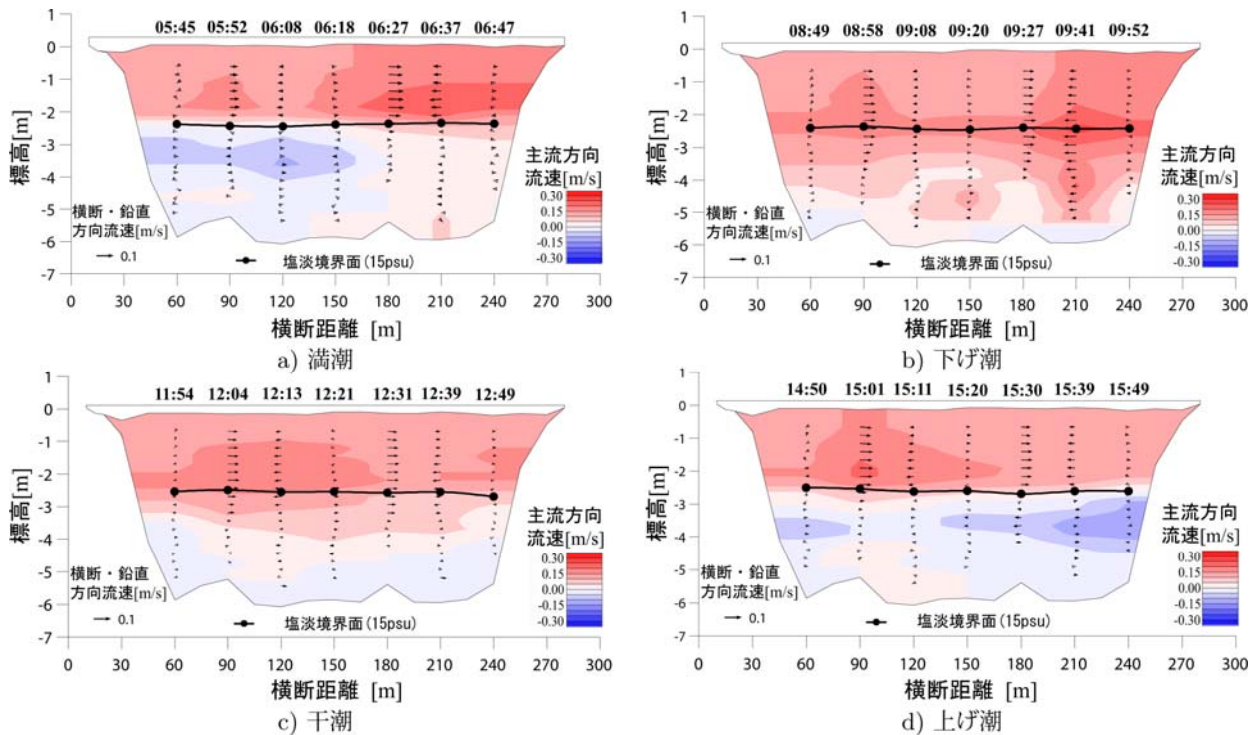 05:45 05:52 06:08 06:18 06:27 06:37 06:47
1
0
-1
-2
-3
-4
-5
-6
-7
標高[m]
主流方向
流速[m/s]
0.30
0.15
0.00
-0.15
-0.30
横断・鉛直
方向流速[m/s]
0.1
塩淡境界面(15psu)
0 30 60 90 120 150 180 210 240 270 300
横断距離 [m]
a) 満潮
08:49 08:58 09:08 09:20 09:27 09:41 09:52
1
0
-1
-2
-3
-4
-5
-6
-7
標高[m]
主流方向
流速[m/s]
0.30
0.15
0.00
-0.15
-0.30
横断・鉛直
方向流速[m/s]
0.1
塩淡境界面(15psu)
0 30 60 90 120 150 180 210 240 270 300
横断距離 [m]
b) 下げ潮
11:54 12:04 12:13 12:21 12:31 12:39 12:49
1
0
-1
-2
-3
-4
-5
-6
-7
標高[m]
主流方向
流速[m/s]
0.30
0.15
0.00
-0.15
-0.30
横断・鉛直
方向流速[m/s]
0.1
塩淡境界面(15psu)
0 30 60 90 120 150 180 210 240 270 300
横断距離 [m]
c) 干潮
14:50 15:01 15:11 15:20 15:30 15:39 15:49
1
0
-1
-2
-3
-4
-5
-6
-7
標高[m]
主流方向
流速[m/s]
0.30
0.15
0.00
-0.15
-0.30
横断・鉛直
方向流速[m/s]
0.1
塩淡境界面(15psu)
0 30 60 90 120 150 180 210 240 270 300
横断距離 [m]
d) 上げ潮